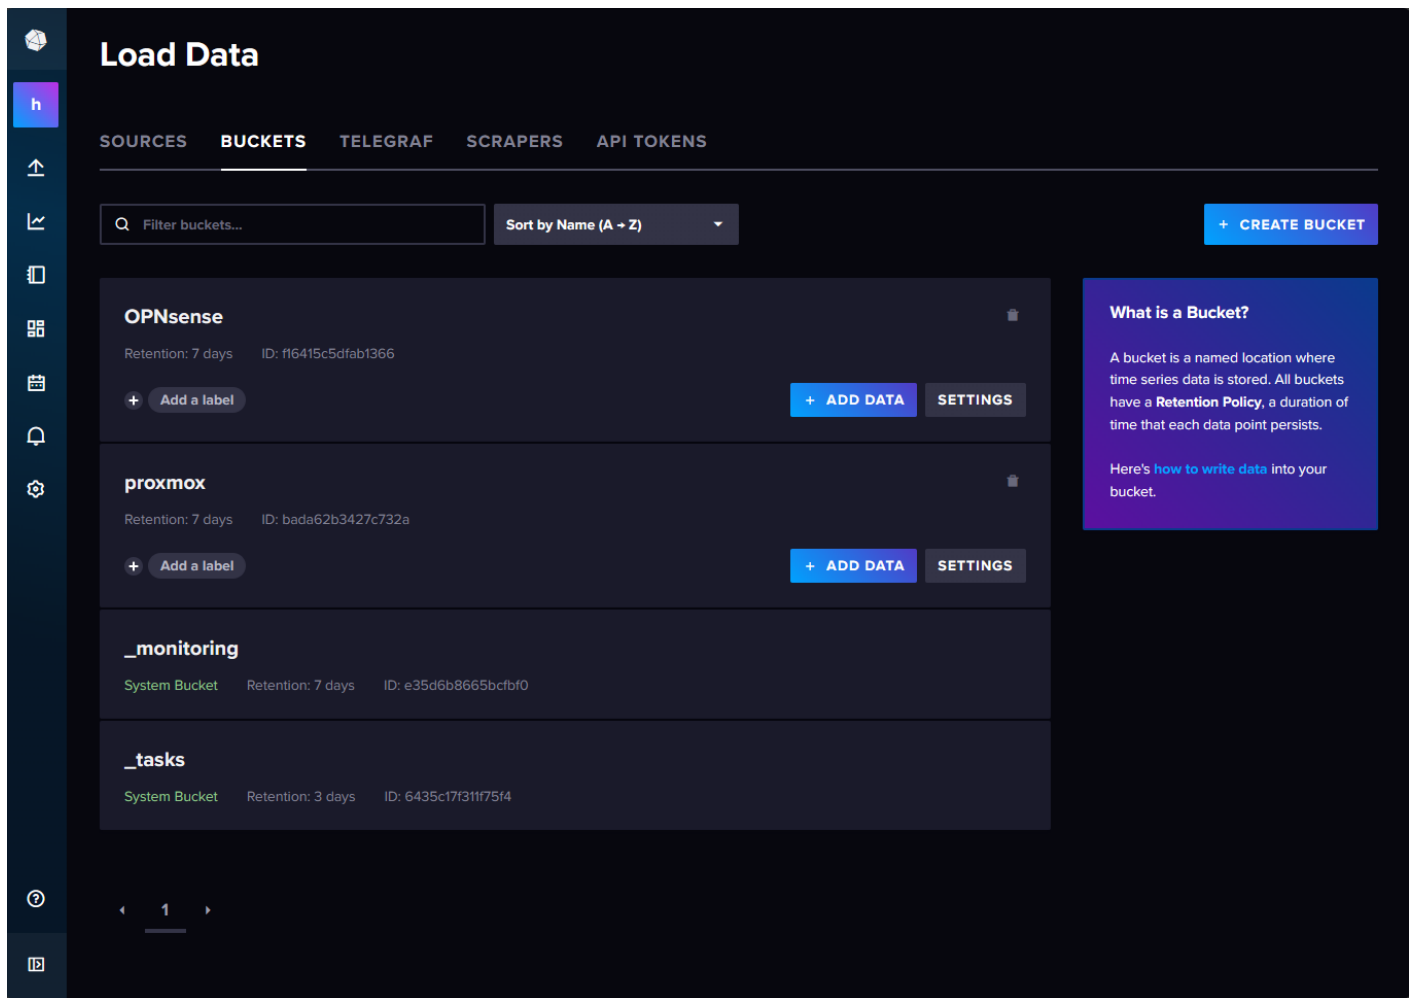 Load Data
h
SOURCES BUCKETS TELEGRAF SCRAPERS API TOKENS
Filter buckets...
Sort by Name (A → Z)
+ CREATE BUCKET
OPNsense
Retention: 7 days ID: f16415c5dfab1366
+ Add a label
+ ADD DATA SETTINGS
proxmox
Retention: 7 days ID: bada62b3427c732a
+ Add a label
+ ADD DATA SETTINGS
_monitoring
System Bucket Retention: 7 days ID: e35d6b8665bcfbf0
_tasks
System Bucket Retention: 3 days ID: 6435c17f311f75f4
What is a Bucket?
A bucket is a named location where
time series data is stored. All buckets
have a Retention Policy, a duration of
time that each data point persists.
Here's how to write data into your
bucket.
1